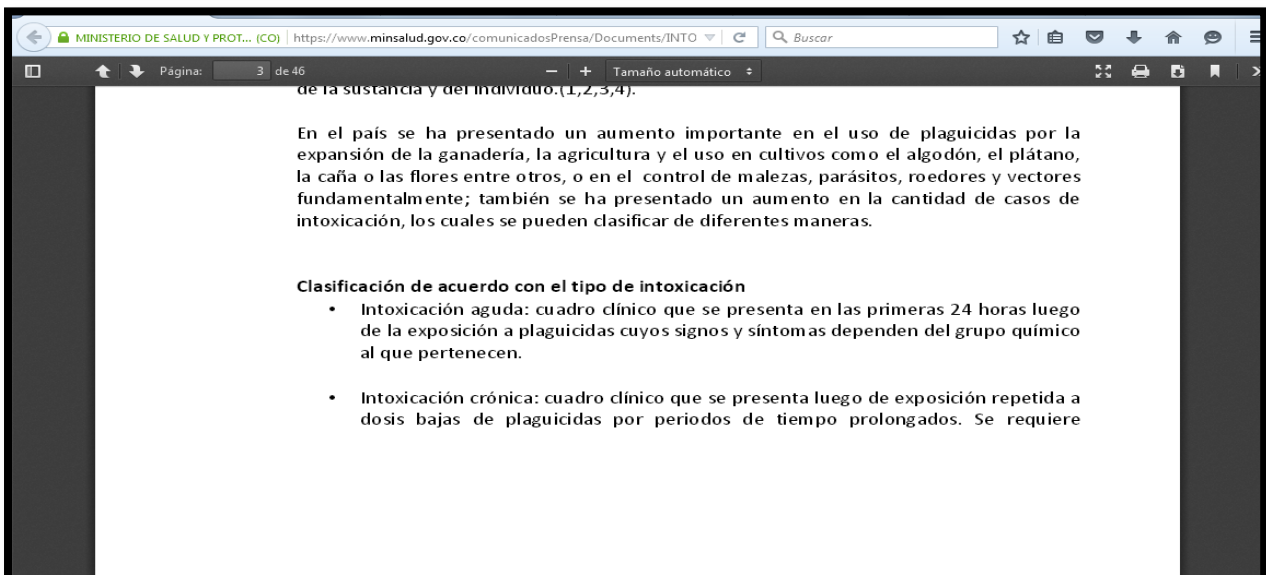 MINISTERIO DE SALUD Y PROT... (CO) https://www.minsalud.gov.co/comunicadosPrensa/Documents/INTO Buscar
Página: 3 de 46 Tamaño automático
de la sustancia y del individuo.(1,2,3,4).
En el país se ha presentado un aumento importante en el uso de plaguicidas por la
expansión de la ganadería, la agricultura y el uso en cultivos como el algodón, el plátano,
la caña o las flores entre otros, o en el control de malezas, parásitos, roedores y vectores
fundamentalmente; también se ha presentado un aumento en la cantidad de casos de
intoxicación, los cuales se pueden clasificar de diferentes maneras.
Clasificación de acuerdo con el tipo de intoxicación
• Intoxicación aguda: cuadro clínico que se presenta en las primeras 24 horas luego
de la exposición a plaguicidas cuyos signos y síntomas dependen del grupo químico
al que pertenecen.
• Intoxicación crónica: cuadro clínico que se presenta luego de exposición repetida a
dosis bajas de plaguicidas por periodos de tiempo prolongados. Se requiere